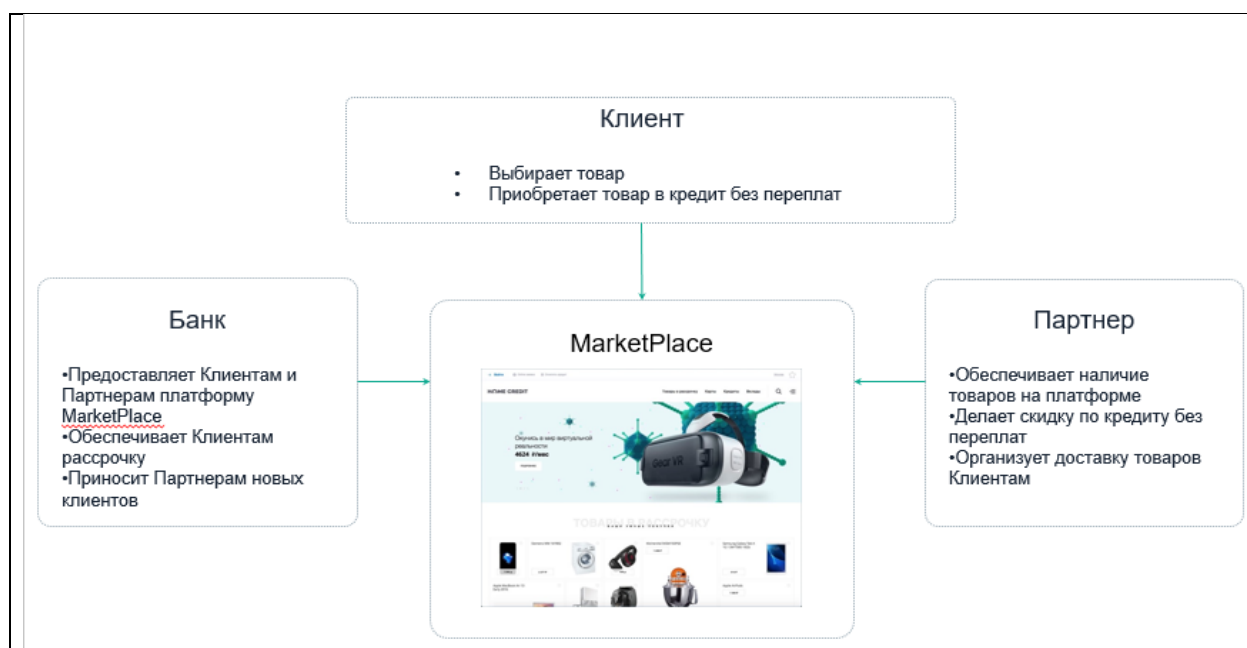 Клиент
• Выбирает товар
• Приобретает товар в кредит без переплат
Банк
•Предоставляет Клиентам и
Партнерам платформу
MarketPlace
•Обеспечивает Клиентам
рассрочку
•Приносит Партнерам новых
клиентов
MarketPlace
HOME CREDIT
Окунись в мир виртуальной
реальности
4624 ₸/мес
Gear VR
ТОВАРЫ В РАССРОЧКУ
Партнер
•Обеспечивает наличие
товаров на платформе
•Делает скидку по кредиту без
переплат
•Организует доставку товаров
Клиентам